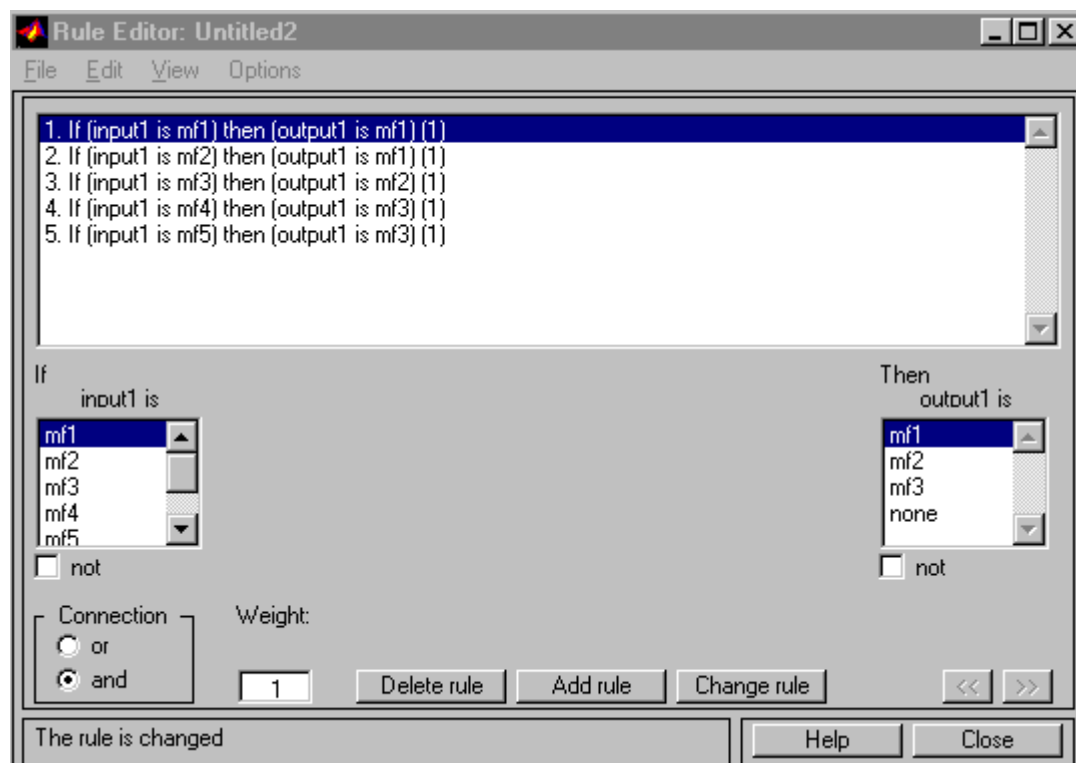 Rule Editor: Untitled2
File Edit View Options
1. If (input1 is mf1) then (output1 is mf1) (1)
2. If (input1 is mf2) then (output1 is mf1) (1)
3. If (input1 is mf3) then (output1 is mf2) (1)
4. If (input1 is mf4) then (output1 is mf3) (1)
5. If (input1 is mf5) then (output1 is mf3) (1)
If
input1 is
mf1
mf2
mf3
mf4
mf5
not
Then
output1 is
mf1
mf2
mf3
none
not
Connection
or
and
Weight:
1
Delete rule
Add rule
Change rule
<<
>>
The rule is changed
Help
Close